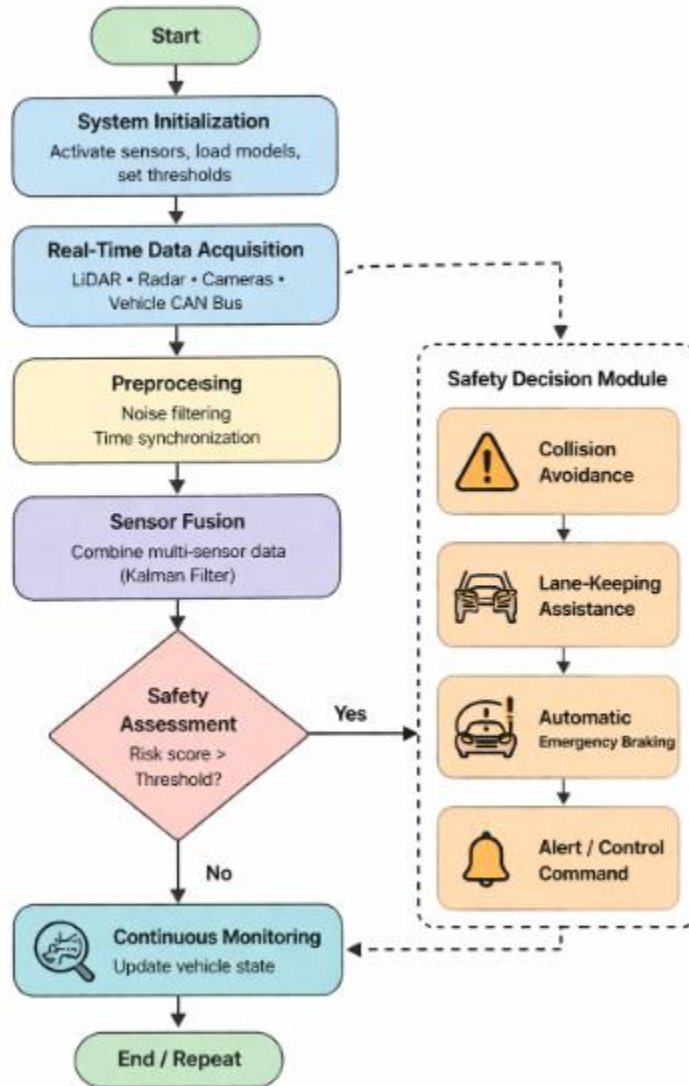 Start
System Initialization
Activate sensors, load models,
set thresholds
Real-Time Data Acquisition
LiDAR • Radar • Cameras •
Vehicle CAN Bus
Preprocesing
Noise filtering
Time synchronization
Sensor Fusion
Combine multi-sensor data
(Kalman Filter)
Safety
Assessment
Risk score >
Threshold?
Yes
No
Safety Decision Module
Collision
Avoidance
Lane-Keeping
Assistance
Automatic
Emergency Braking
Alert / Control
Command
Continuous Monitoring
Update vehicle state
End / Repeat